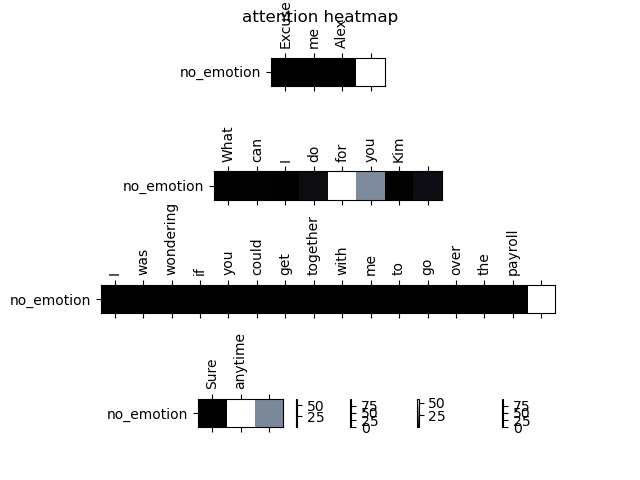 attention heatmap
Excuse me Alex
no_emotion
What can I do for you Kim
no_emotion
I was wondering if you could get together with me to go over the payroll
no_emotion
Sure anytime
no_emotion
50 25
75 50 25 0
50 25
75 50 25 0